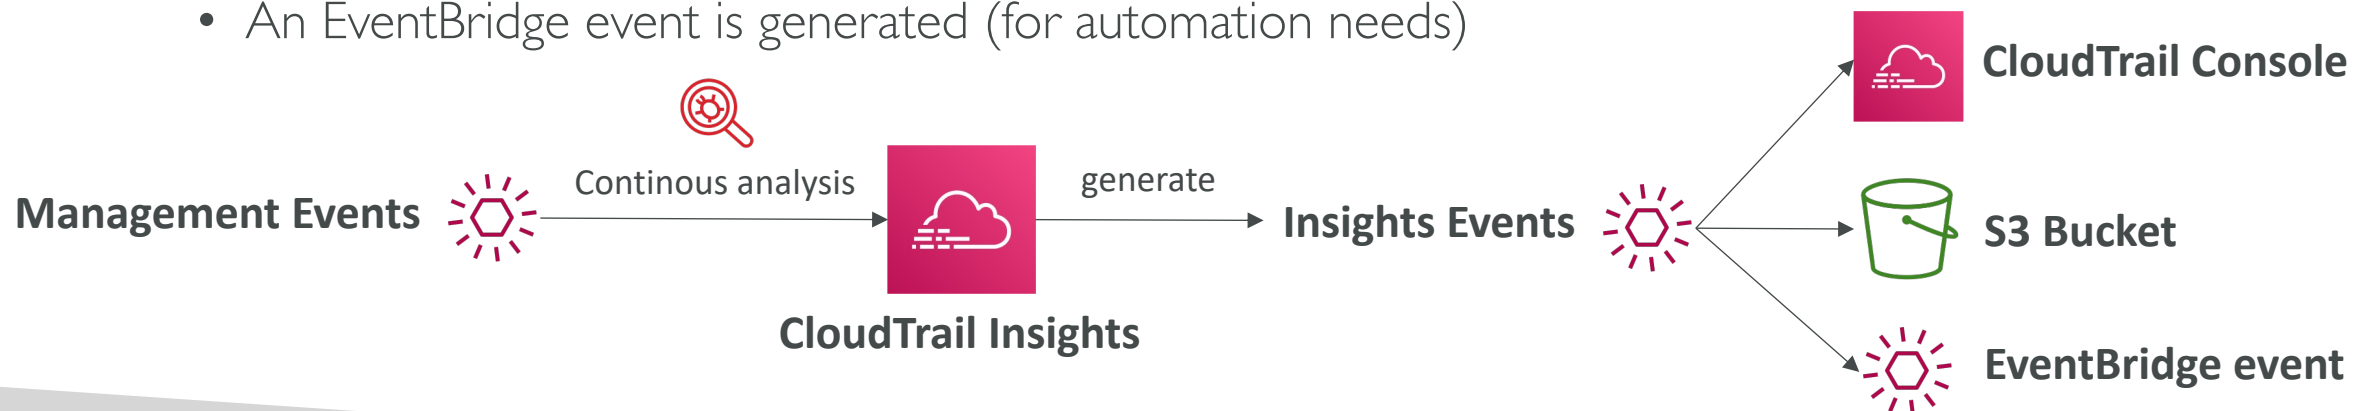 • An EventBridge event is generated (for automation needs)
CloudTrail Console
Continous analysis
generate
Management Events
Insights Events
S3 Bucket
CloudTrail Insights
EventBridge event